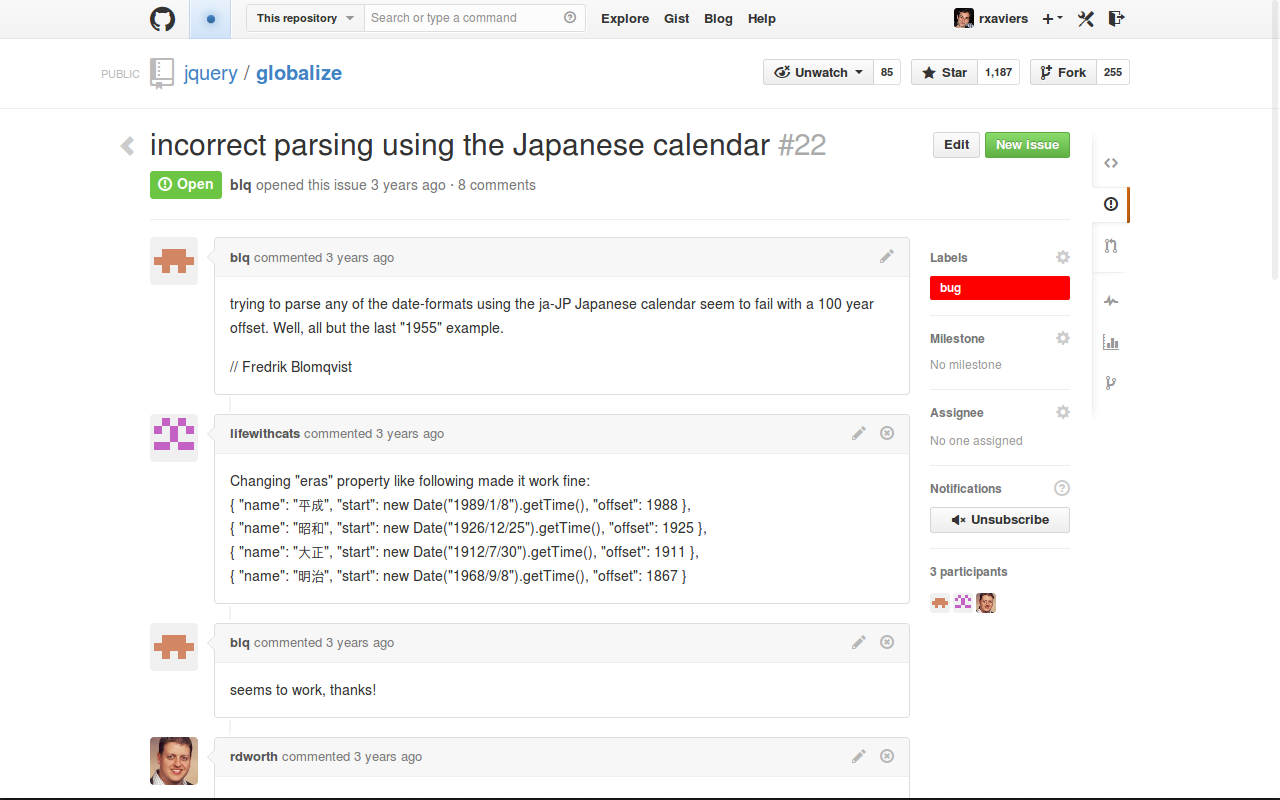 This repository Search or type a command Explore Gist Blog Help rxaviers
PUBLIC jquery / globalize Unwatch 85 Star 1,187 Fork 255
incorrect parsing using the Japanese calendar #22 Edit New issue
Open blq opened this issue 3 years ago · 8 comments
blq commented 3 years ago
trying to parse any of the date-formats using the ja-JP Japanese calendar seem to fail with a 100 year
offset. Well, all but the last "1955" example.
// Fredrik Blomqvist
lifewithcats commented 3 years ago
Changing "eras" property like following made it work fine:
{ "name": "平成", "start": new Date("1989/1/8").getTime(), "offset": 1988 },
{ "name": "昭和", "start": new Date("1926/12/25").getTime(), "offset": 1925 },
{ "name": "大正", "start": new Date("1912/7/30").getTime(), "offset": 1911 },
{ "name": "明治", "start": new Date("1968/9/8").getTime(), "offset": 1867 }
blq commented 3 years ago
seems to work, thanks!
rdworth commented 3 years ago
Labels
bug
Milestone
No milestone
Assignee
No one assigned
Notifications
Unsubscribe
3 participants